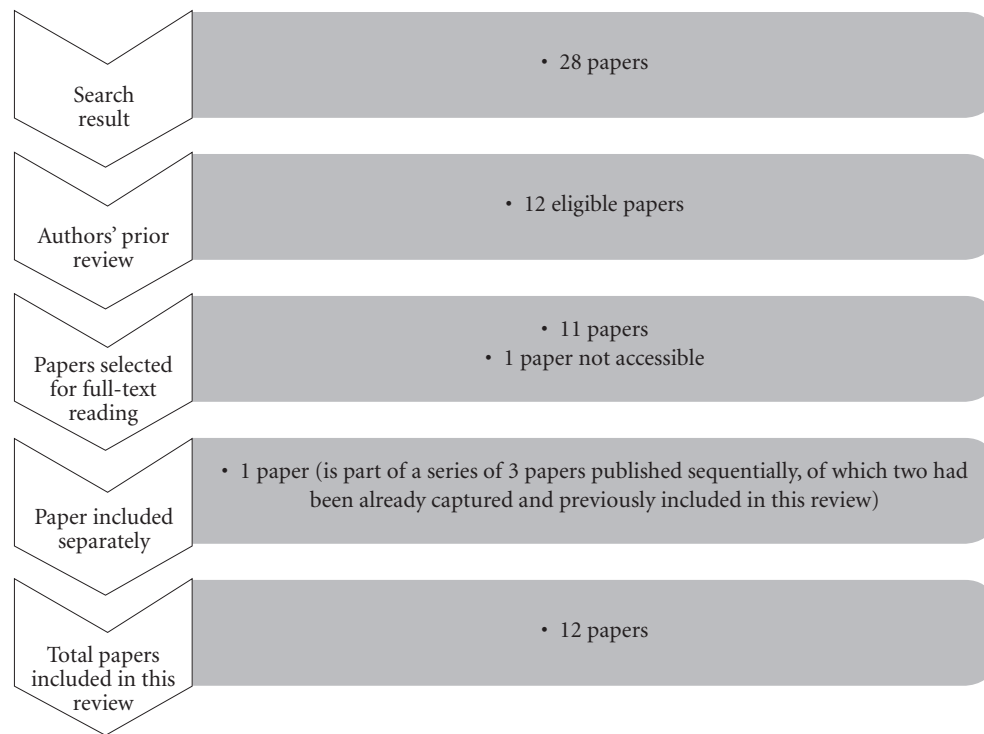 Search
result
• 28 papers
Authors' prior
review
• 12 eligible papers
Papers selected
for full-text
reading
• 11 papers
• 1 paper not accessible
Paper included
separately
• 1 paper (is part of a series of 3 papers published sequentially, of which two had
been already captured and previously included in this review)
Total papers
included in this
review
• 12 papers